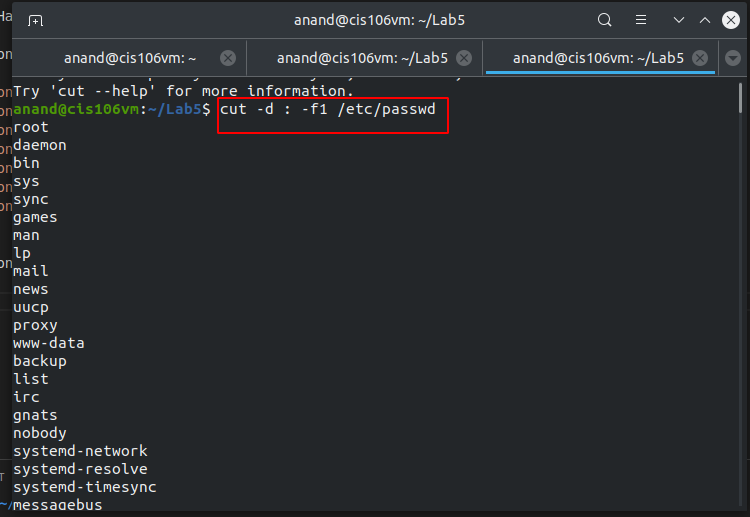 anand@cis106vm: ~/Lab5
anand@cis106vm: ~
anand@cis106vm: ~/Lab5
anand@cis106vm: ~/Lab5
Try 'cut --help' for more information.
anand@cis106vm:~/Lab5$ cut -d : -f1 /etc/passwd
root
daemon
bin
sys
sync
games
man
lp
mail
news
uucp
proxy
www-data
backup
list
irc
gnats
nobody
systemd-network
systemd-resolve
systemd-timesync
messagebus